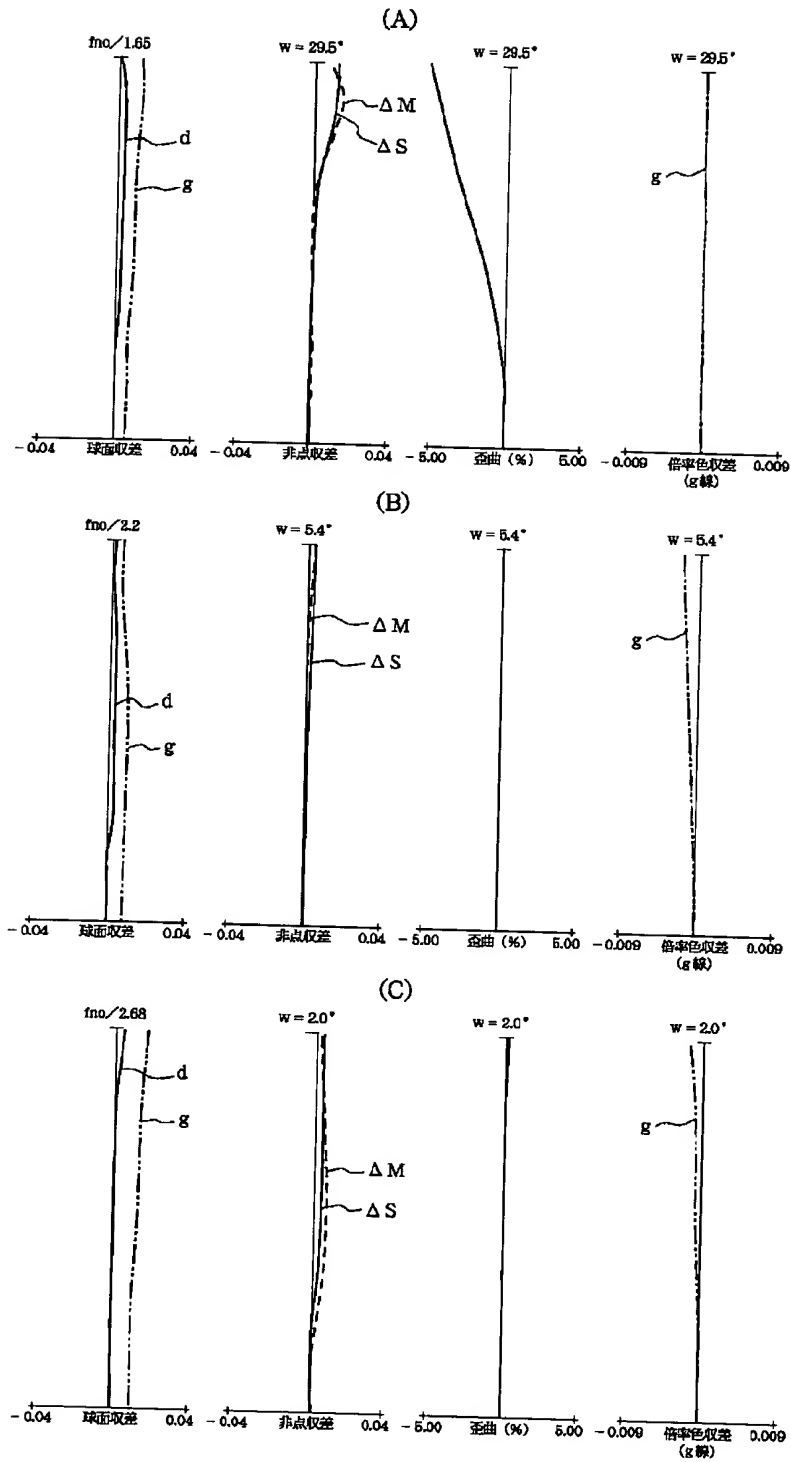 (A)
fno/1.65
w = 29.5°
w = 29.5°
w = 29.5°
ΔM
d
ΔS
g
g
-0.04 球面収差 0.04
-0.04 非点収差 0.04
-5.00 歪曲 (%) 5.00
-0.009 倍率色収差 0.009
(g線)
(B)
fno/2.2
w = 5.4°
w = 5.4°
w = 5.4°
ΔM
g
ΔS
d
g
-0.04 球面収差 0.04
-0.04 非点収差 0.04
-5.00 歪曲 (%) 5.00
-0.009 倍率色収差 0.009
(g線)
(C)
fno/2.68
w = 2.0°
w = 2.0°
w = 2.0°
d
g
g
ΔM
ΔS
-0.04 球面収差 0.04
-0.04 非点収差 0.04
-5.00 歪曲 (%) 5.00
-0.009 倍率色収差 0.009
(g線)